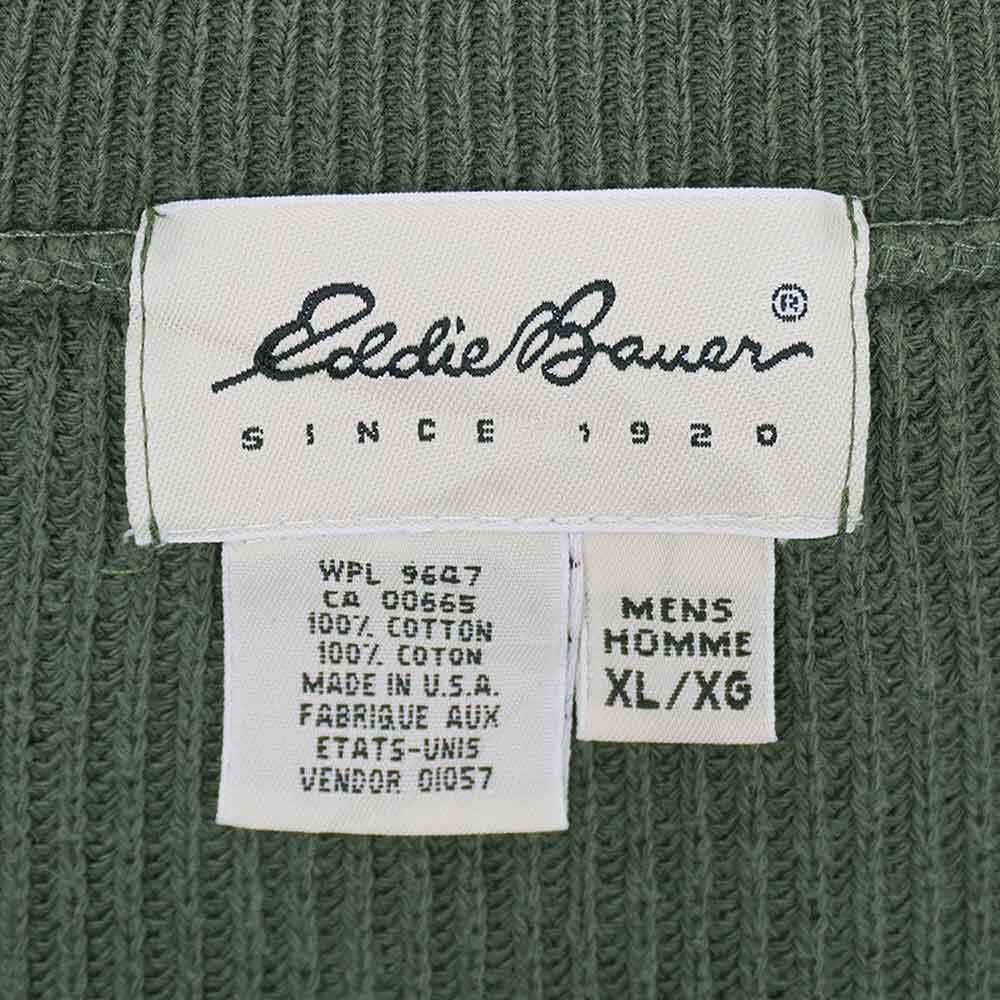 Eddie Bauer®
SINCE 1920
WPL 9647
CA 00665
100% COTTON
100% COTON
MADE IN U.S.A.
FABRIQUE AUX
ETATS-UNIS
VENDOR 01057
MENS
HOMME
XL/XG